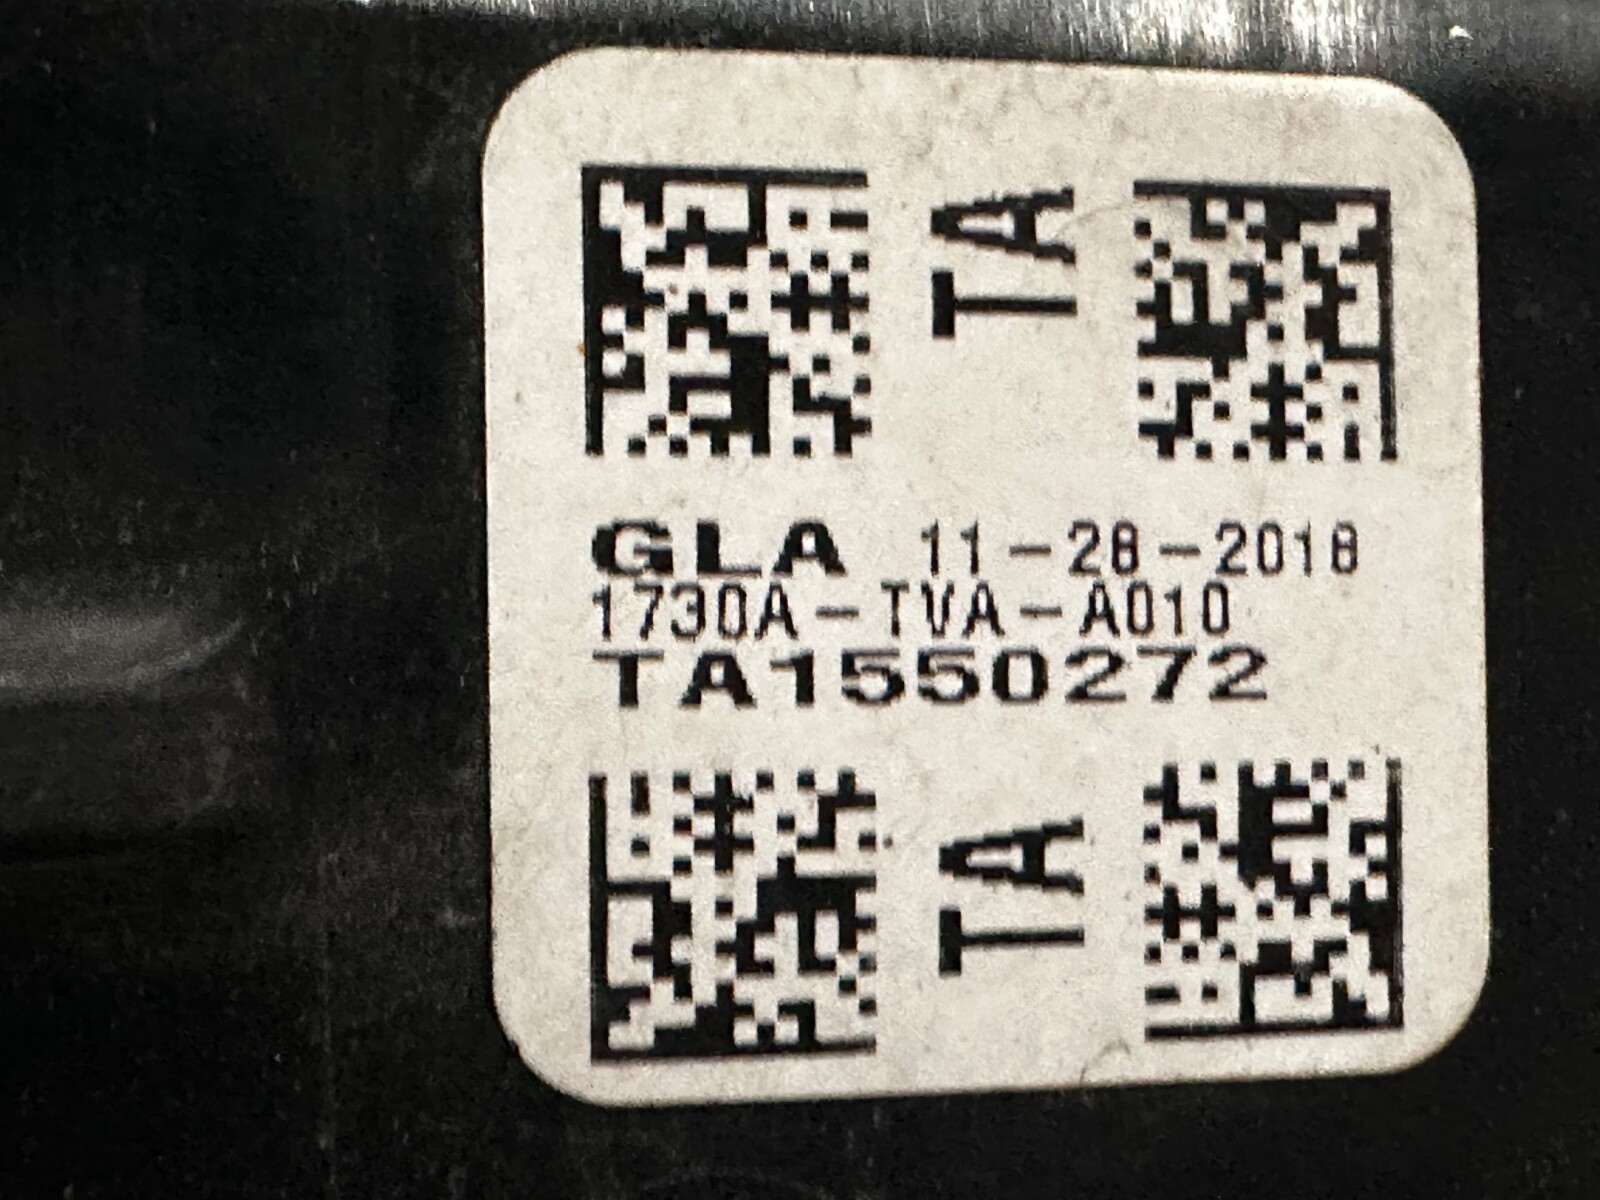 TA
GLA 11-28-2018
1730A-TVA-A010
TA1550272
TA